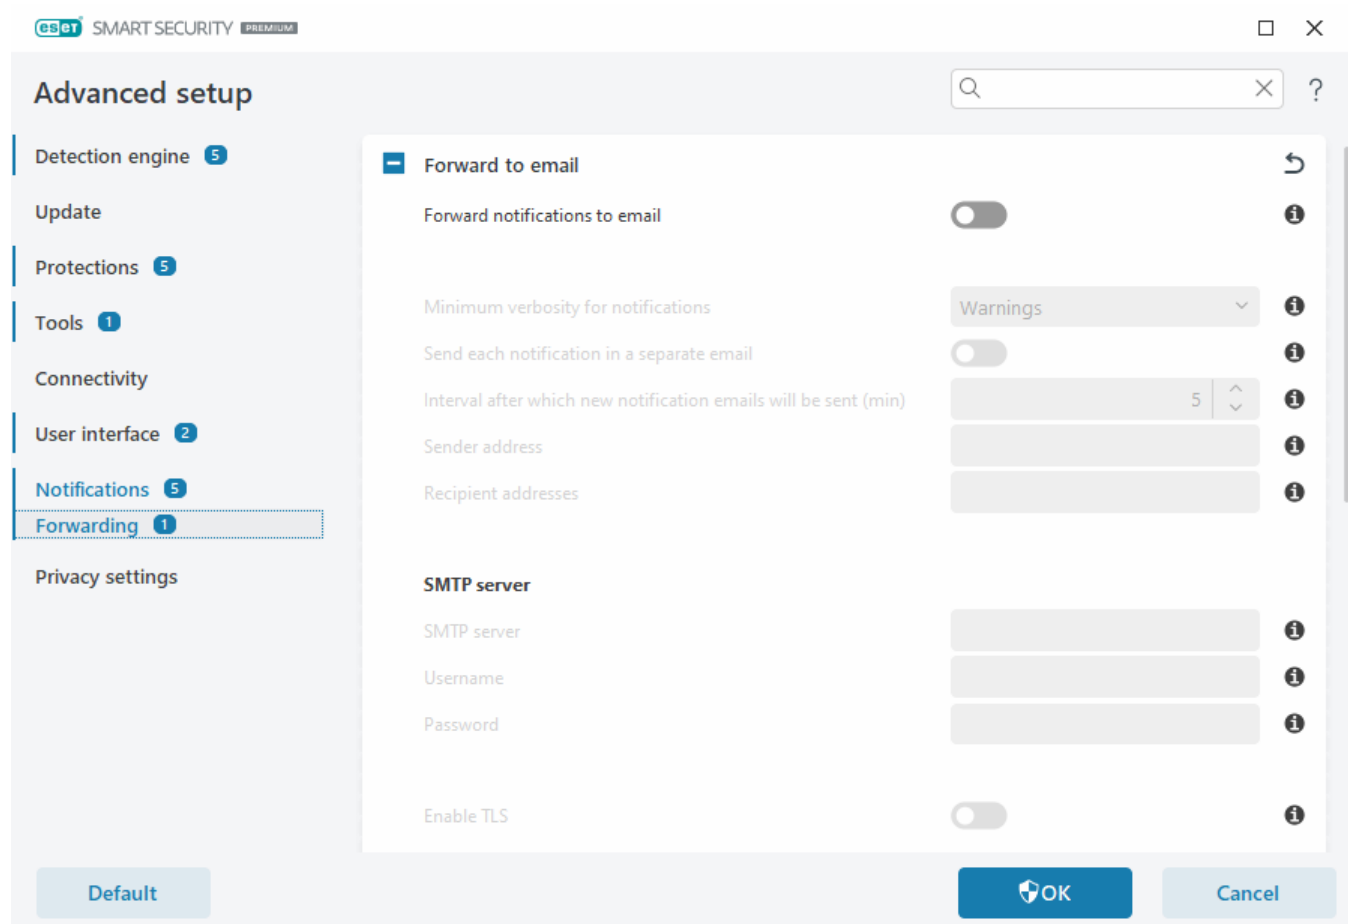 eset SMART SECURITY PREMIUM
Advanced setup
?
Detection engine 5
Update
Protections 5
Tools 1
Connectivity
User interface 2
Notifications 5
Forwarding 1
Privacy settings
Forward to email
Forward notifications to email
Minimum verbosity for notifications Warnings
Send each notification in a separate email
Interval after which new notification emails will be sent (min) 5
Sender address
Recipient addresses
SMTP server
SMTP server
Username
Password
Enable TLS
Default OK Cancel